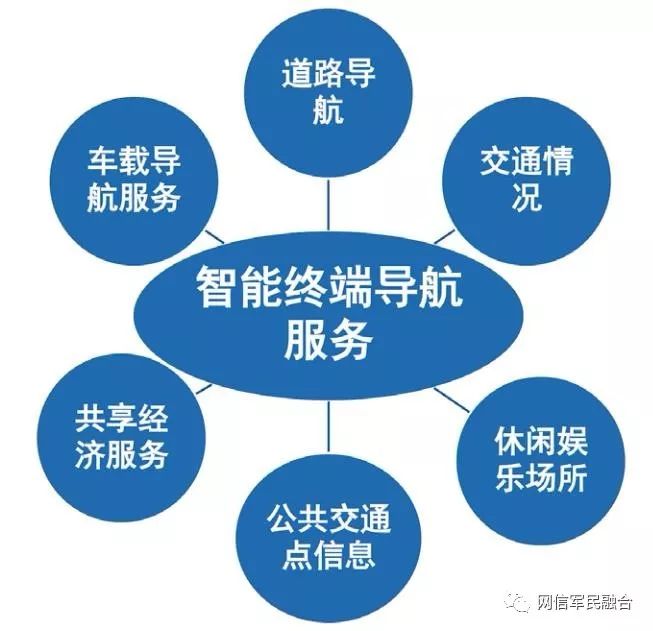 道路导
航
车载导
航服务
交通情
况
智能终端导航
服务
共享经
济服务
休闲娱
乐场所
公共交通
点信息
网信军民融合